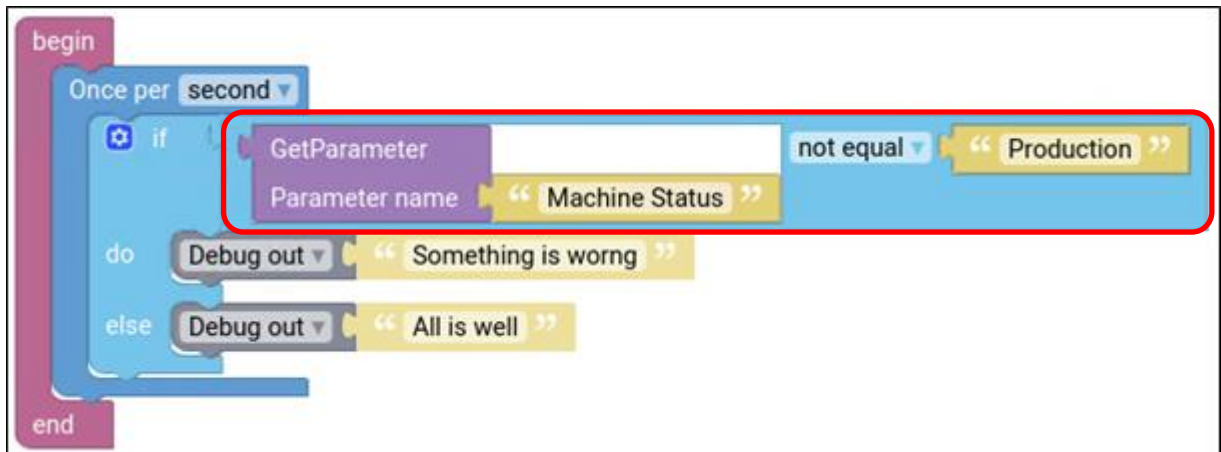 begin
Once per second
if GetParameter not equal “ Production ”
Parameter name “ Machine Status ”
do Debug out “ Something is worng ”
else Debug out “ All is well ”
end